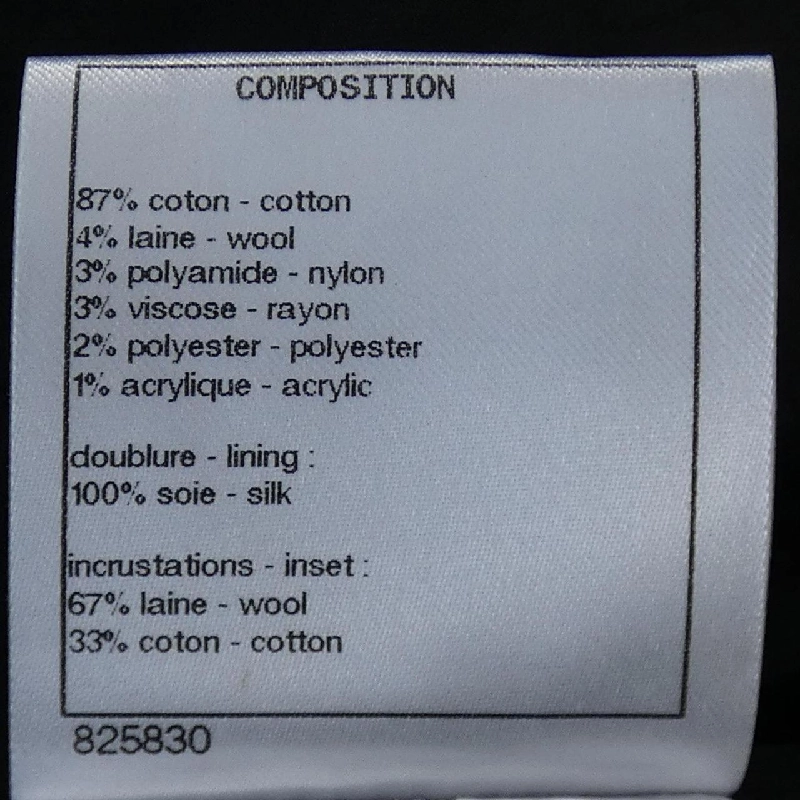 COMPOSITION
87% coton - cotton
4% laine - wool
3% polyamide - nylon
3% viscose - rayon
2% polyester - polyester
1% acrylique - acrylic
doublure - lining :
100% soie - silk
incrustations - inset :
67% laine - wool
33% coton - cotton
825830